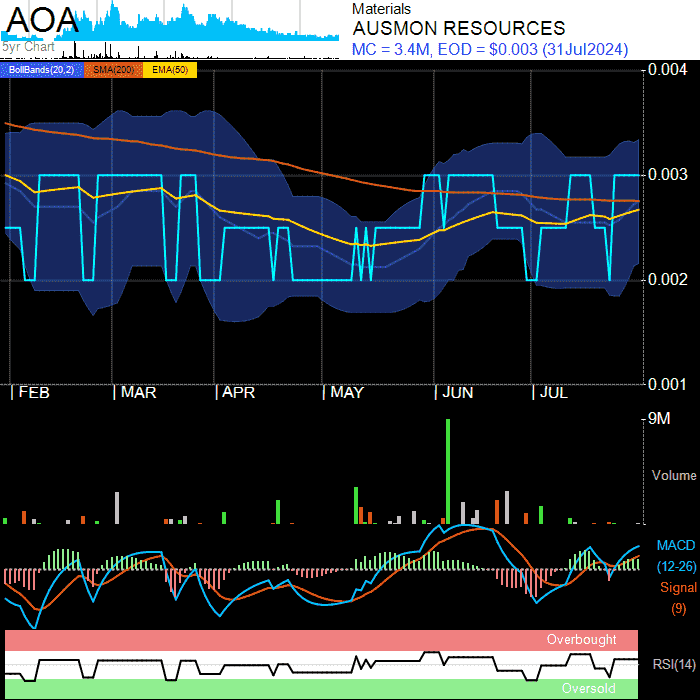 AOA
5yr Chart
Materials
AUSMON RESOURCES
MC = 3.4M, EOD = $0.003 (31Jul2024)
BollBands(20,2) SMA(200) EMA(50)
0.004
0.003
0.002
0.001
FEB MAR APR MAY JUN JUL
9M
Volume
MACD
(12-26)
Signal
(9)
Overbought
RSI(14)
Oversold